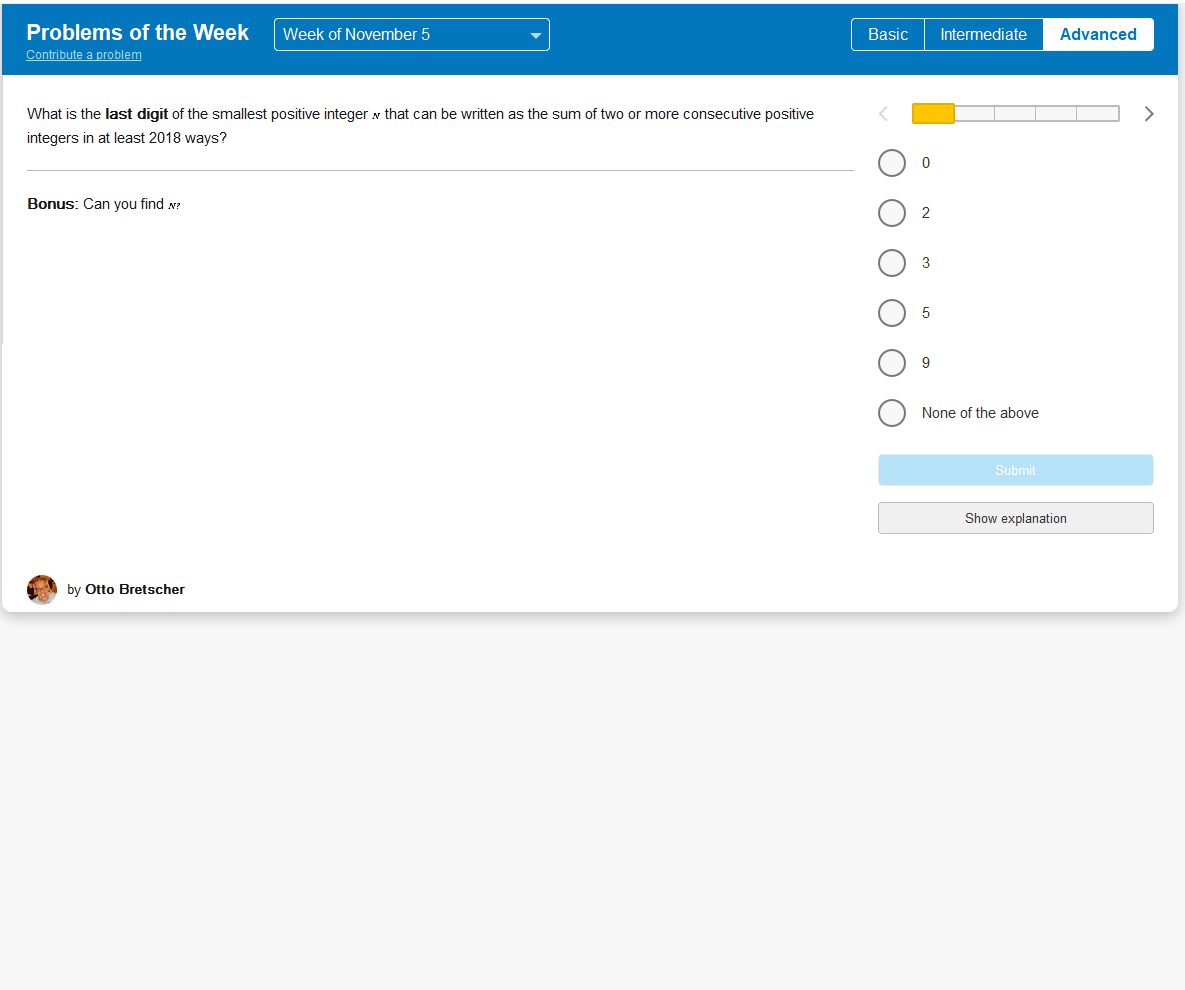 Problems of the Week
Contribute a problem
Week of November 5
Basic
Intermediate
Advanced
What is the last digit of the smallest positive integer N that can be written as the sum of two or more consecutive positive
integers in at least 2018 ways?
Bonus: Can you find N?
0
2
3
5
9
None of the above
Submit
Show explanation
by Otto Bretscher